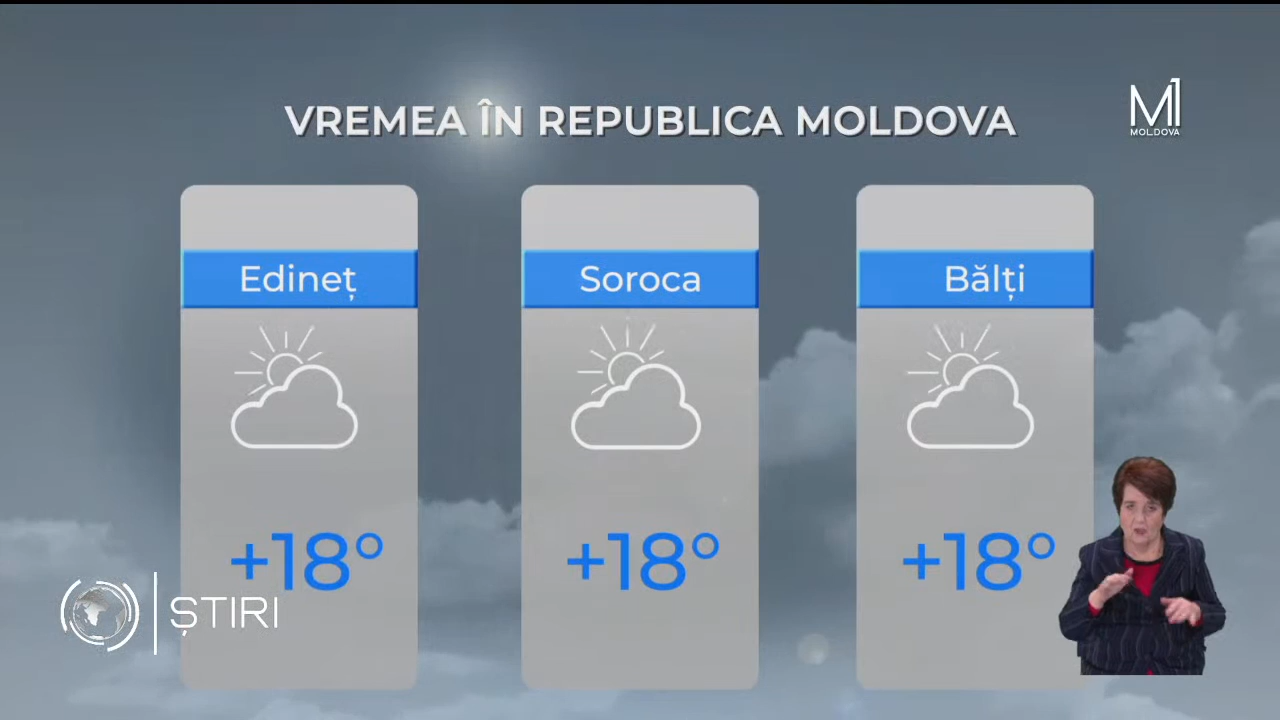 VREMEA ÎN REPUBLICA MOLDOVA
M1
MOLDOVA
Edineț
Soroca
Bălți
+18°
+18°
+18°
ȘTIRI